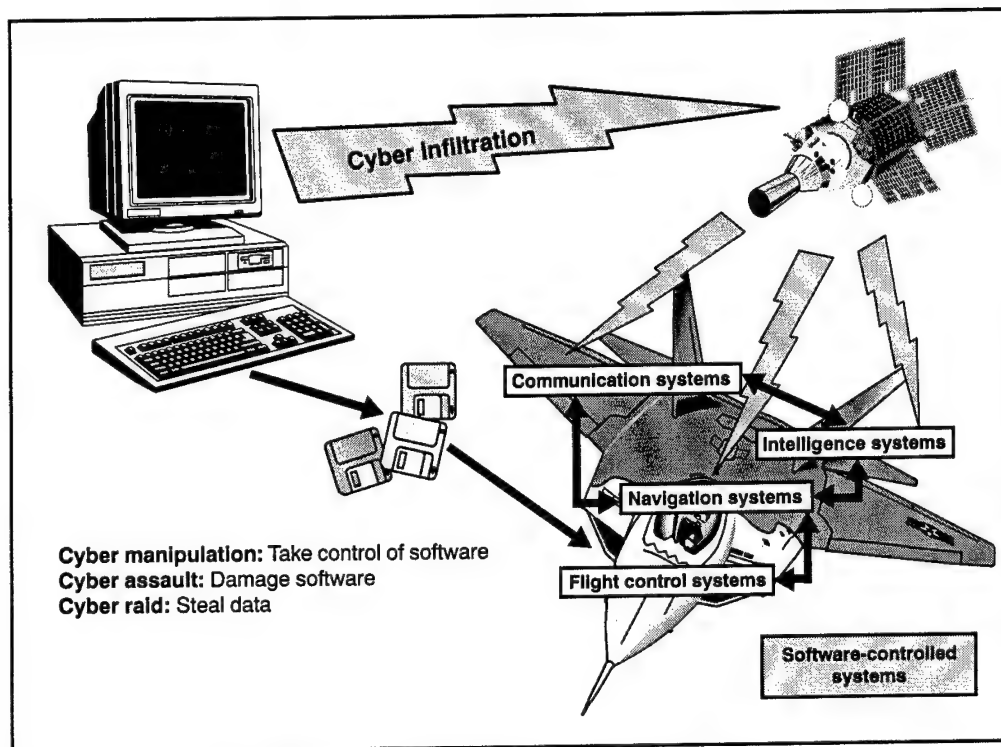 Cyber Infiltration
Communication systems
Intelligence systems
Navigation systems
Flight control systems
Cyber manipulation: Take control of software
Cyber assault: Damage software
Cyber raid: Steal data
Software-controlled
systems